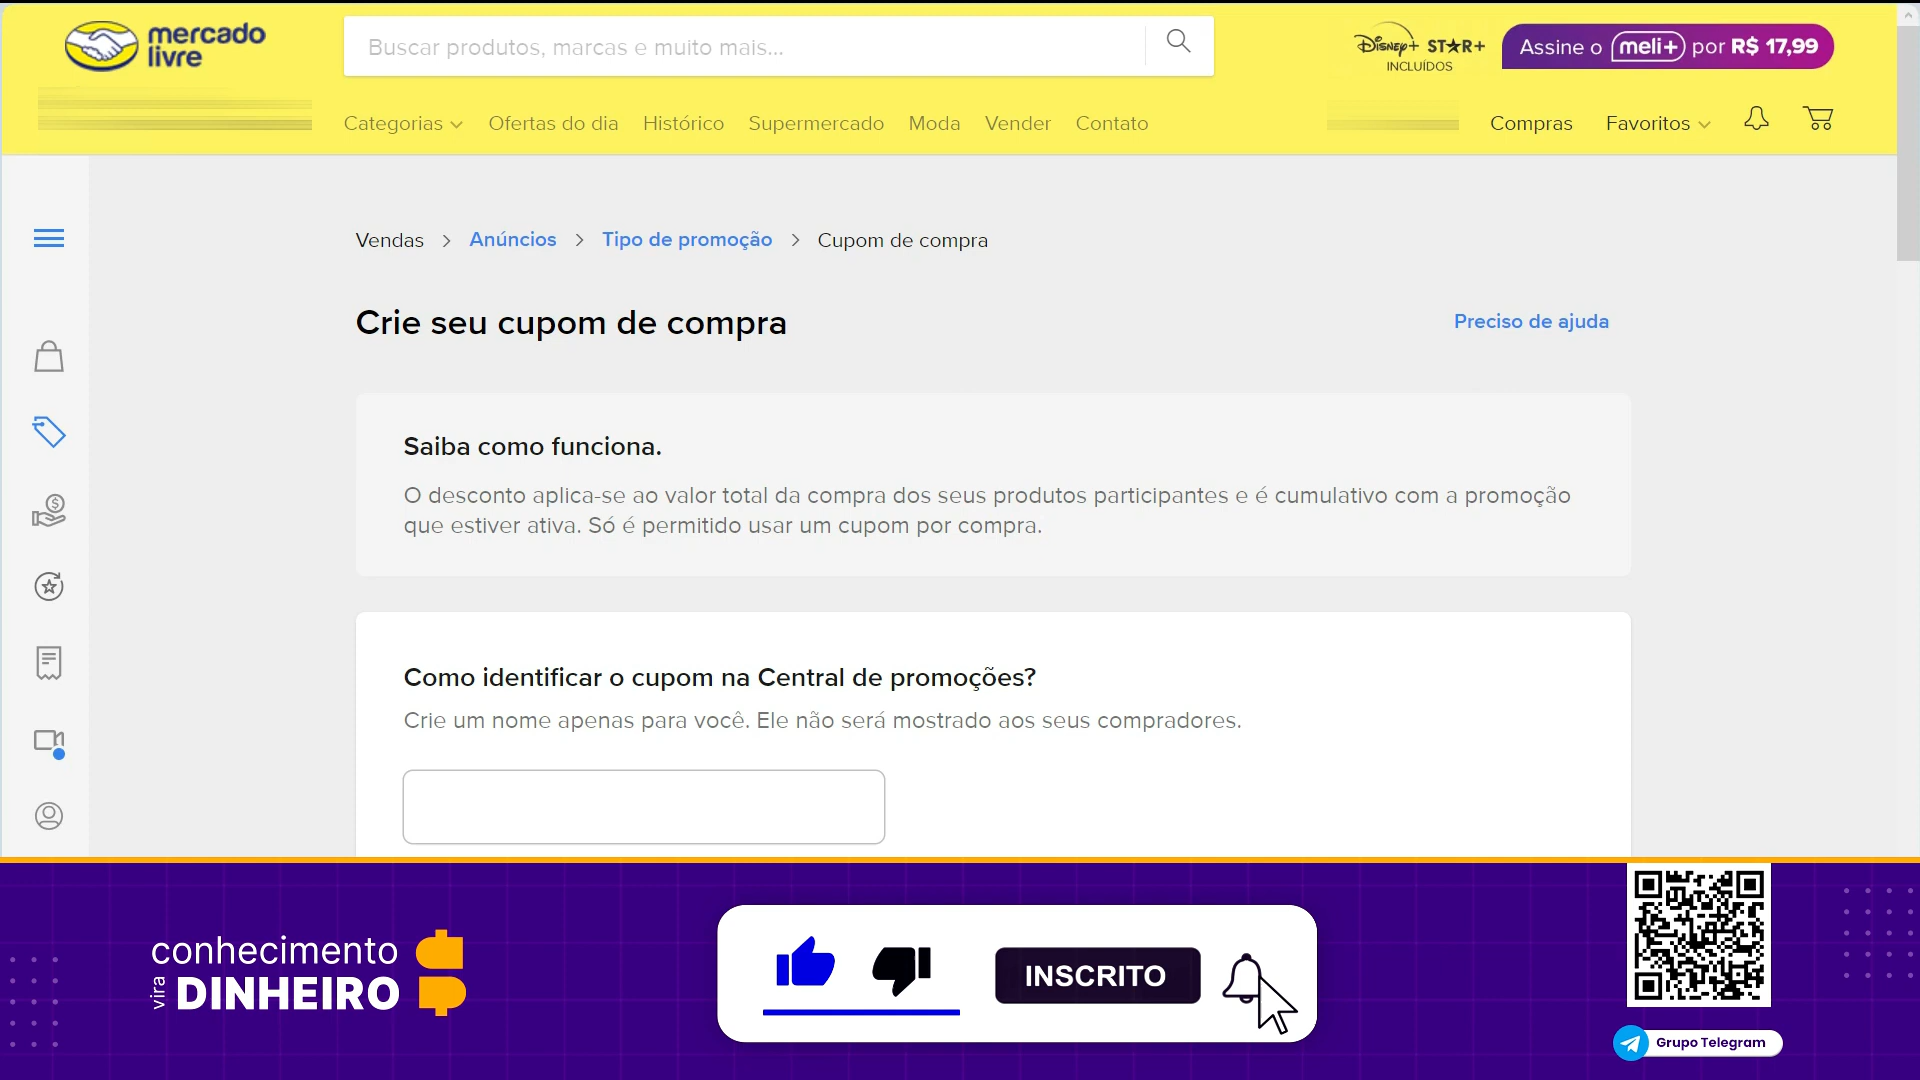 mercado
livre
Buscar produtos, marcas e muito mais...
Disney+ STAR+
INCLUÍDOS
Assine o meli+ por R$ 17,99
Categorias
Ofertas do dia
Histórico
Supermercado
Moda
Vender
Contato
Compras
Favoritos
Vendas > Anúncios > Tipo de promoção > Cupom de compra
Crie seu cupom de compra
Preciso de ajuda
Saiba como funciona.
O desconto aplica-se ao valor total da compra dos seus produtos participantes e é cumulativo com a promoção
que estiver ativa. Só é permitido usar um cupom por compra.
Como identificar o cupom na Central de promoções?
Crie um nome apenas para você. Ele não será mostrado aos seus compradores.
conhecimento
vira DINHEIRO
INSCRITO
Grupo Telegram